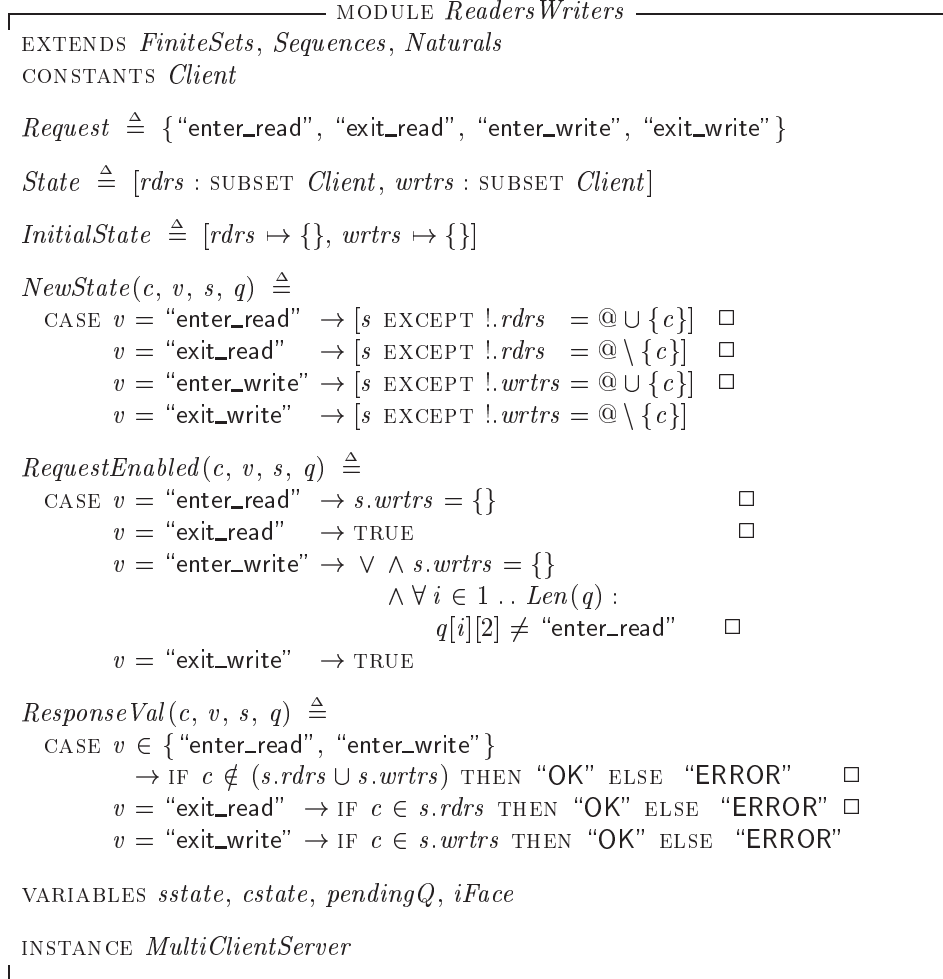 MODULE ReadersWriters
EXTENDS FiniteSets, Sequences, Naturals
CONSTANTS Client
Request ≜ {“enter_read”, “exit_read”, “enter_write”, “exit_write”}
State ≜ [rdrs : SUBSET Client, wrtrs : SUBSET Client]
InitialState ≜ [rdrs ↦ {}, wrtrs ↦ {}]
NewState(c, v, s, q) ≜
CASE v = “enter_read” → [s EXCEPT !.rdrs = @ ∪ {c}] □
v = “exit_read” → [s EXCEPT !.rdrs = @ \ {c}] □
v = “enter_write” → [s EXCEPT !.wrtrs = @ ∪ {c}] □
v = “exit_write” → [s EXCEPT !.wrtrs = @ \ {c}]
RequestEnabled(c, v, s, q) ≜
CASE v = “enter_read” → s.wrtrs = {} □
v = “exit_read” → TRUE □
v = “enter_write” → ∨ ∧ s.wrtrs = {}
∧ ∀ i ∈ 1 .. Len(q) :
q[i][2] ≠ “enter_read” □
v = “exit_write” → TRUE
ResponseVal(c, v, s, q) ≜
CASE v ∈ {“enter_read”, “enter_write”}
→ IF c ∉ (s.rdrs ∪ s.wrtrs) THEN “OK” ELSE “ERROR” □
v = “exit_read” → IF c ∈ s.rdrs THEN “OK” ELSE “ERROR” □
v = “exit_write” → IF c ∈ s.wrtrs THEN “OK” ELSE “ERROR”
VARIABLES sstate, cstate, pendingQ, iFace
INSTANCE MultiClientServer